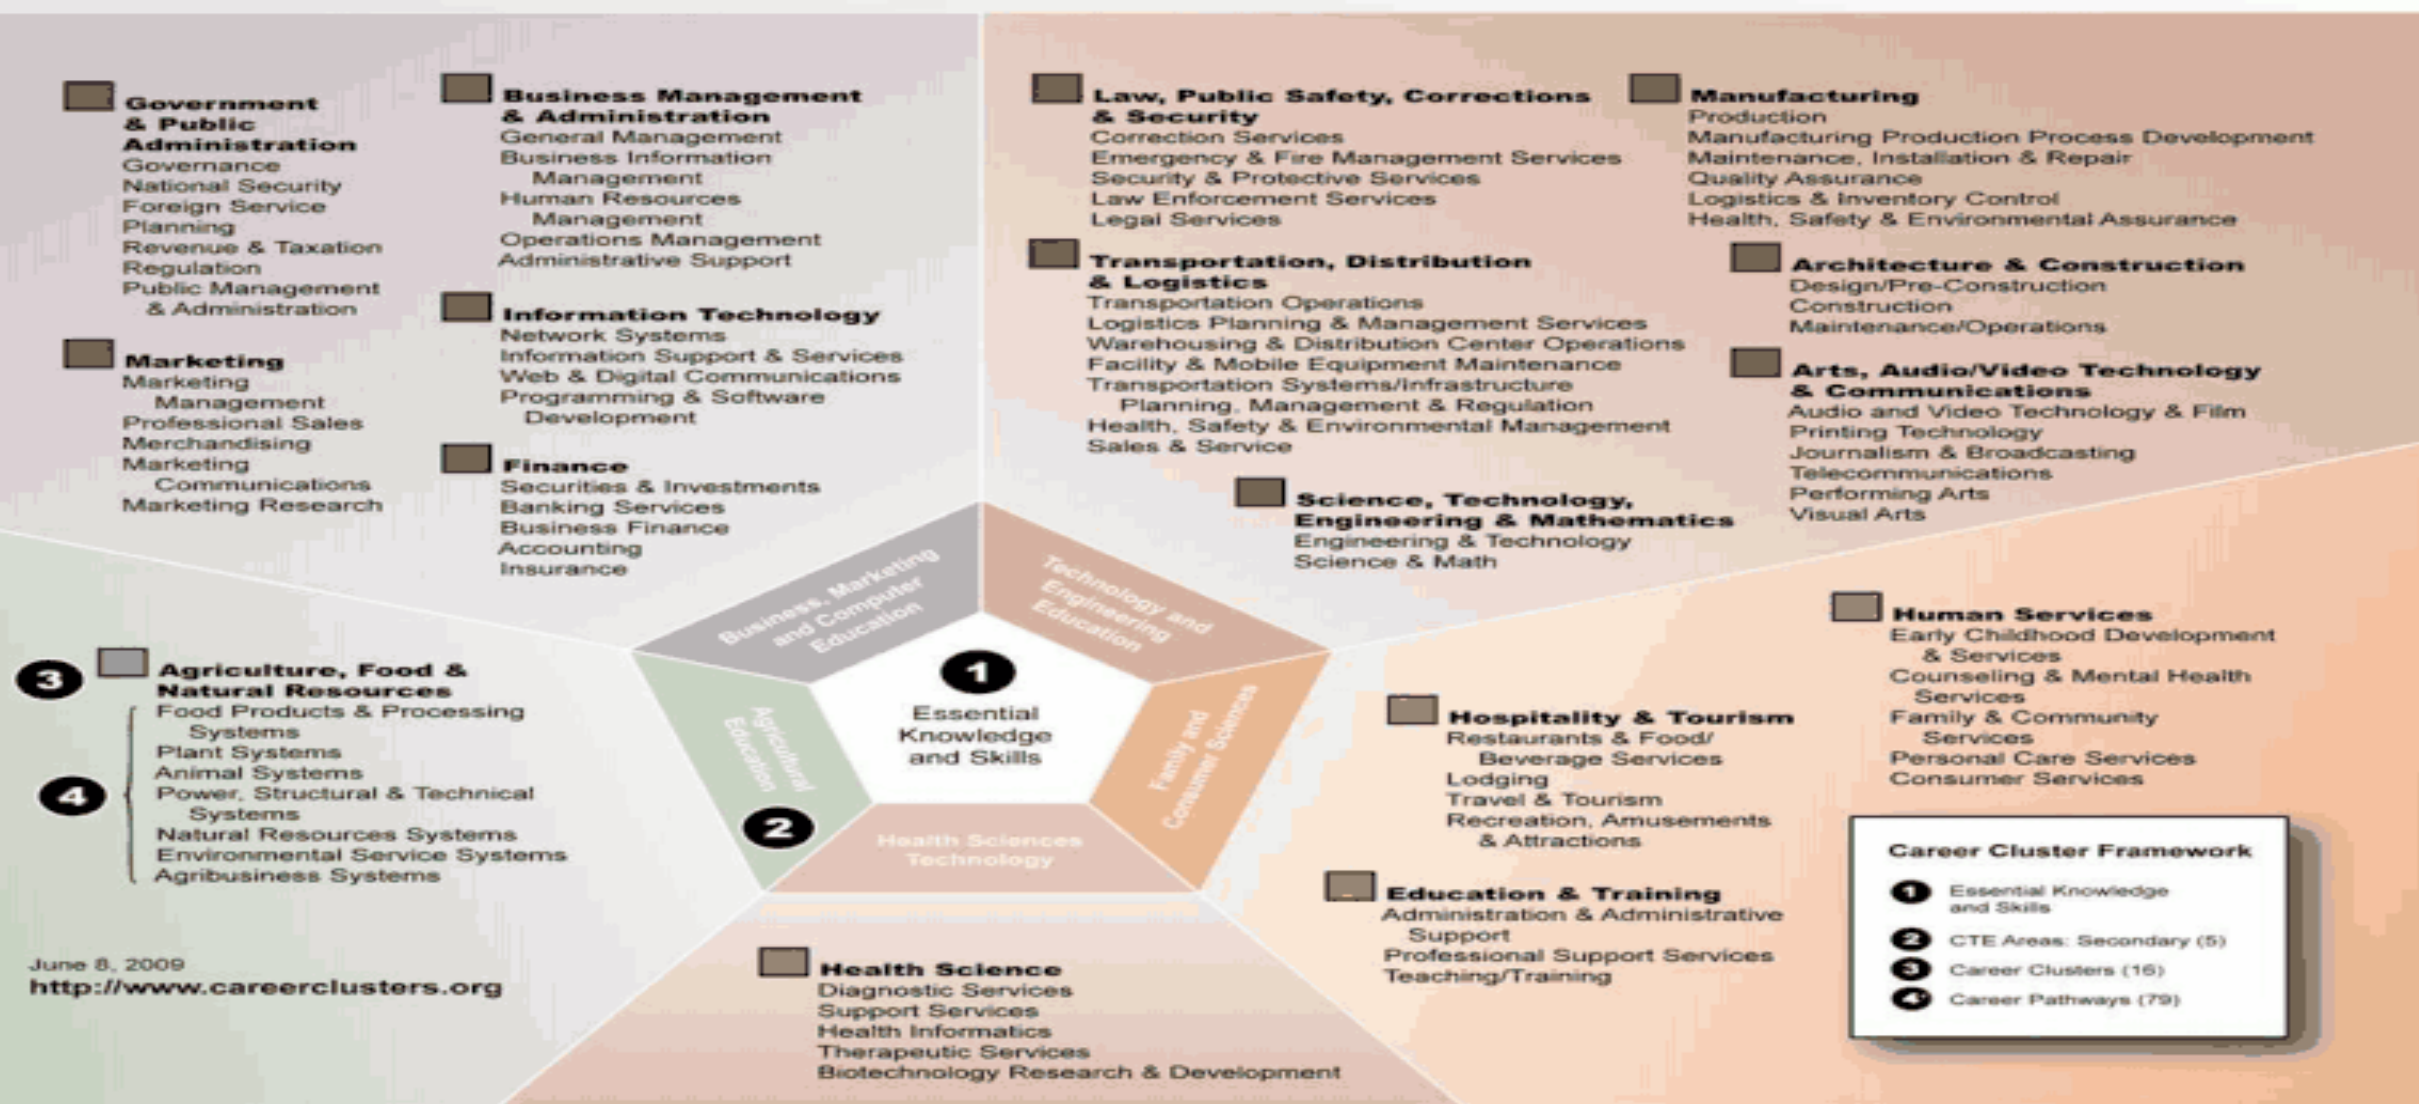 Government
& Public
Administration
Governance
National Security
Foreign Service
Planning
Revenue & Taxation
Regulation
Public Management
& Administration
Marketing
Marketing
Management
Professional Sales
Merchandising
Marketing
Communications
Marketing Research
Business Management
& Administration
General Management
Business Information
Management
Human Resources
Management
Operations Management
Administrative Support
Information Technology
Network Systems
Information Support & Services
Web & Digital Communications
Programming & Software
Development
Finance
Securities & Investments
Banking Services
Business Finance
Accounting
Insurance
Law, Public Safety, Corrections
& Security
Correction Services
Emergency & Fire Management Services
Security & Protective Services
Law Enforcement Services
Legal Services
Transportation, Distribution
& Logistics
Transportation Operations
Logistics Planning & Management Services
Warehousing & Distribution Center Operations
Facility & Mobile Equipment Maintenance
Transportation Systems/Infrastructure
Planning, Management & Regulation
Health, Safety & Environmental Management
Sales & Service
Science, Technology,
Engineering & Mathematics
Engineering & Technology
Science & Math
Manufacturing
Production
Manufacturing Production Process Development
Maintenance, Installation & Repair
Quality Assurance
Logistics & Inventory Control
Health, Safety & Environmental Assurance
Architecture & Construction
Design/Pre-Construction
Construction
Maintenance/Operations
Arts, Audio/Video Technology
& Communications
Audio and Video Technology & Film
Printing Technology
Journalism & Broadcasting
Telecommunications
Performing Arts
Visual Arts
Business, Marketing
and Computer
Education
Technology and
Engineering
Education
1
Essential
Knowledge
and Skills
Agricultural
Education
2
Family and
Consumer Sciences
Health Sciences
Technology
3
Agriculture, Food &
Natural Resources
4
Food Products & Processing
Systems
Plant Systems
Animal Systems
Power, Structural & Technical
Systems
Natural Resources Systems
Environmental Service Systems
Agribusiness Systems
June 8, 2009
http://www.careerclusters.org
Health Science
Diagnostic Services
Support Services
Health Informatics
Therapeutic Services
Biotechnology Research & Development
Hospitality & Tourism
Restaurants & Food/
Beverage Services
Lodging
Travel & Tourism
Recreation, Amusements
& Attractions
Education & Training
Administration & Administrative
Support
Professional Support Services
Teaching/Training
Human Services
Early Childhood Development
& Services
Counseling & Mental Health
Services
Family & Community
Services
Personal Care Services
Consumer Services
Career Cluster Framework
1 Essential Knowledge
and Skills
2 CTE Areas: Secondary (5)
3 Career Clusters (16)
4 Career Pathways (79)